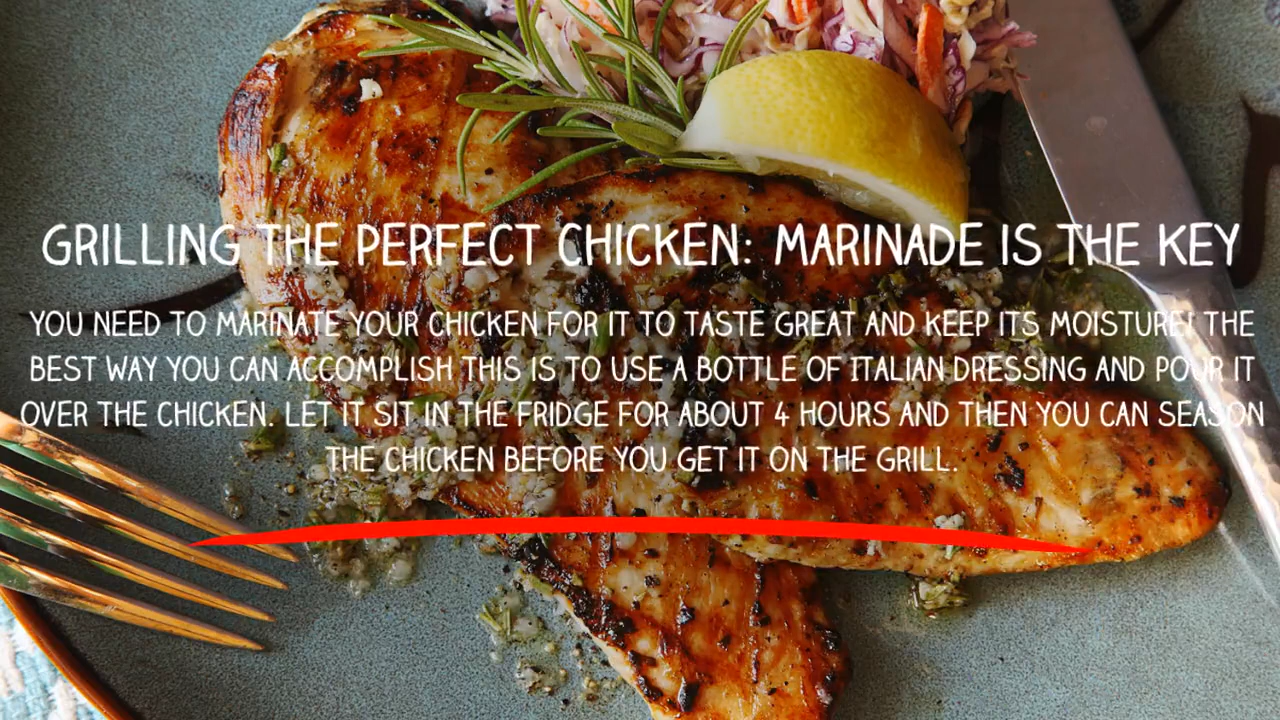 GRILLING THE PERFECT CHICKEN: MARINADE IS THE KEY
YOU NEED TO MARINATE YOUR CHICKEN FOR IT TO TASTE GREAT AND KEEP ITS MOISTURE! THE
BEST WAY YOU CAN ACCOMPLISH THIS IS TO USE A BOTTLE OF ITALIAN DRESSING AND POUR IT
OVER THE CHICKEN. LET IT SIT IN THE FRIDGE FOR ABOUT 4 HOURS AND THEN YOU CAN SEASON
THE CHICKEN BEFORE YOU GET IT ON THE GRILL.